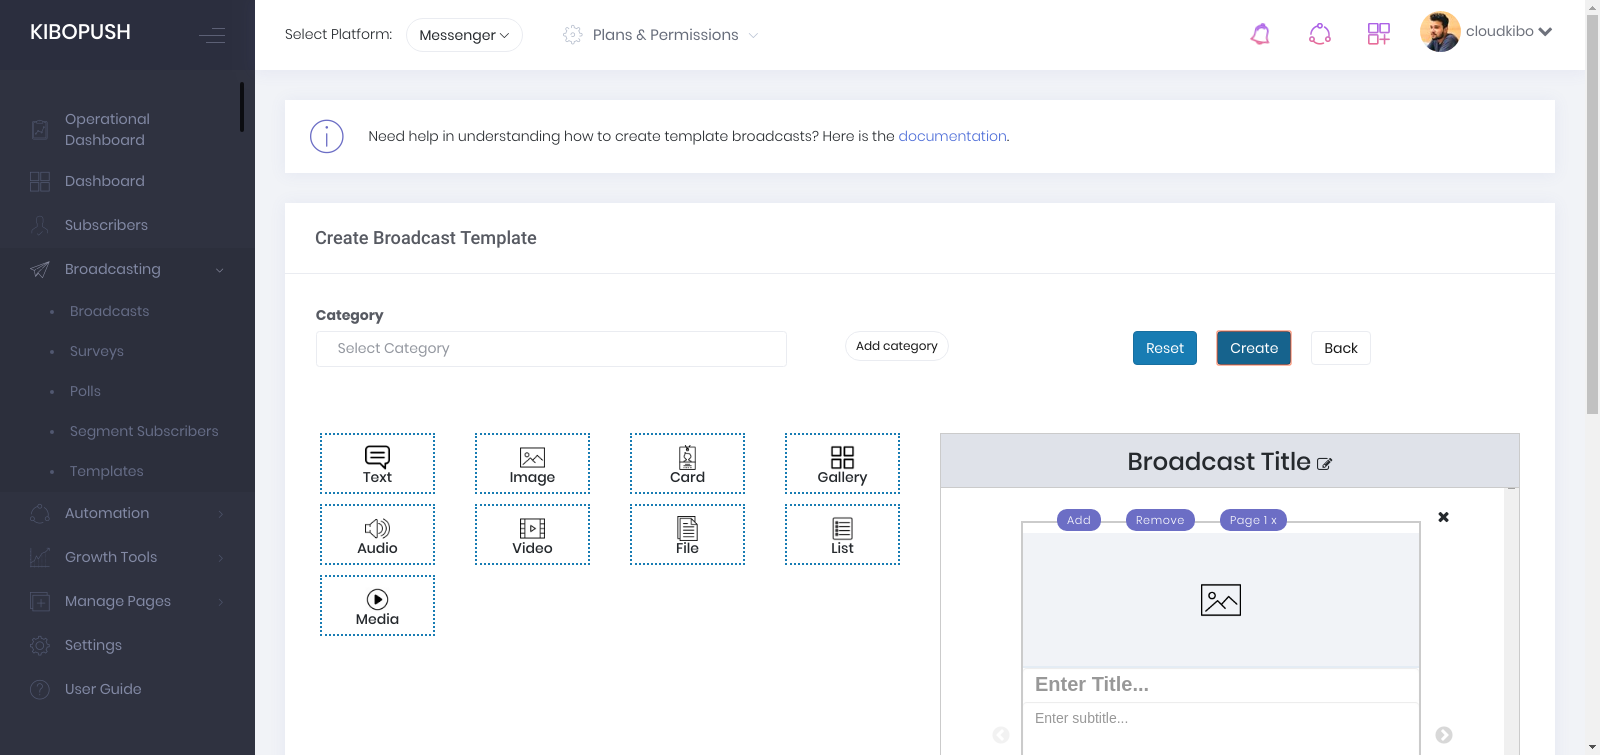 KIBOPUSH
Select Platform: Messenger Plans & Permissions cloudkibo
Operational
Dashboard
Dashboard
Subscribers
Broadcasting
Broadcasts
Surveys
Polls
Segment Subscribers
Templates
Automation
Growth Tools
Manage Pages
Settings
User Guide
Need help in understanding how to create template broadcasts? Here is the documentation.
Create Broadcast Template
Category
Select Category Add category Reset Create Back
Text Image Card Gallery
Audio Video File List
Media
Broadcast Title
Add Remove Page 1 x
Enter Title...
Enter subtitle...